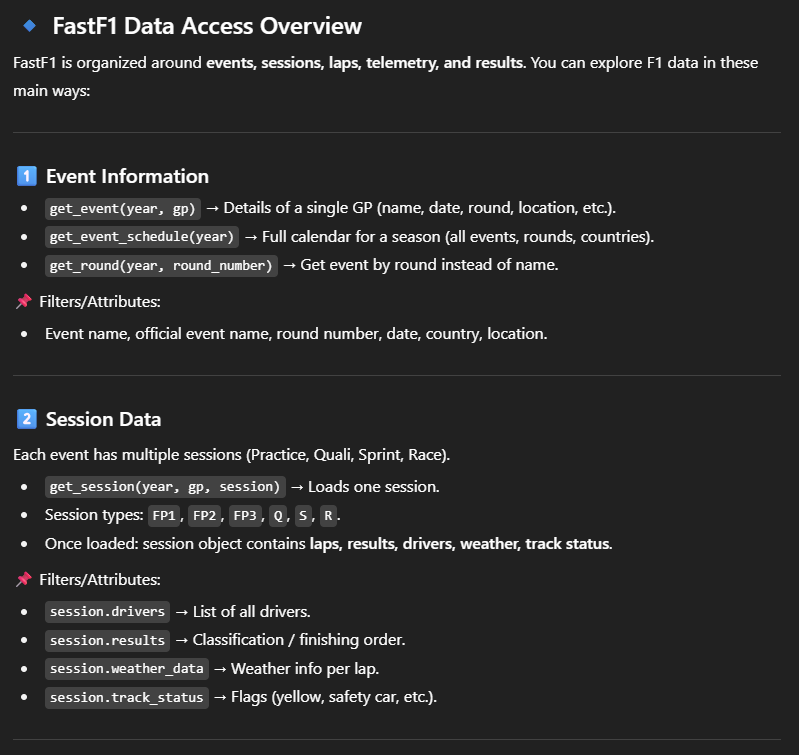 🔹 FastF1 Data Access Overview
FastF1 is organized around events, sessions, laps, telemetry, and results. You can explore F1 data in these
main ways:
1️⃣ Event Information
• get_event(year, gp) → Details of a single GP (name, date, round, location, etc.).
• get_event_schedule(year) → Full calendar for a season (all events, rounds, countries).
• get_round(year, round_number) → Get event by round instead of name.
📌 Filters/Attributes:
• Event name, official event name, round number, date, country, location.
2️⃣ Session Data
Each event has multiple sessions (Practice, Quali, Sprint, Race).
• get_session(year, gp, session) → Loads one session.
• Session types: FP1, FP2, FP3, Q, S, R.
• Once loaded: session object contains laps, results, drivers, weather, track status.
📌 Filters/Attributes:
• session.drivers → List of all drivers.
• session.results → Classification / finishing order.
• session.weather_data → Weather info per lap.
• session.track_status → Flags (yellow, safety car, etc.).